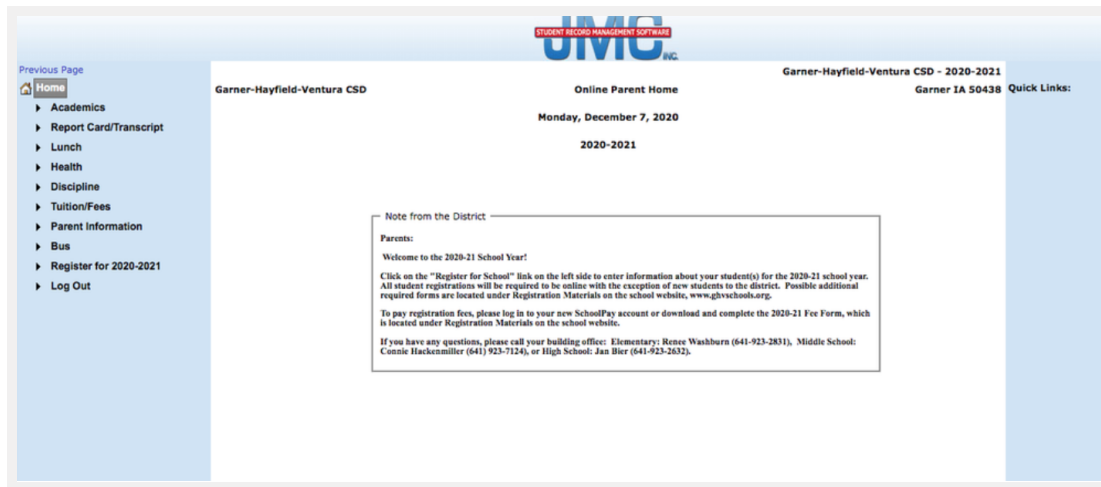 STUDENT RECORD MANAGEMENT SOFTWARE
JMC
INC.
Previous Page
Home
Academics
Report Card/Transcript
Lunch
Health
Discipline
Tuition/Fees
Parent Information
Bus
Register for 2020-2021
Log Out
Garner-Hayfield-Ventura CSD - 2020-2021
Garner-Hayfield-Ventura CSD Online Parent Home Garner IA 50438
Monday, December 7, 2020
2020-2021
Note from the District
Parents:
Welcome to the 2020-21 School Year!
Click on the "Register for School" link on the left side to enter information about your student(s) for the 2020-21 school year.
All student registrations will be required to be online with the exception of new students to the district. Possible additional
required forms are located under Registration Materials on the school website, www.ghvschools.org.
To pay registration fees, please log in to your new SchoolPay account or download and complete the 2020-21 Fee Form, which
is located under Registration Materials on the school website.
If you have any questions, please call your building office: Elementary: Renee Washburn (641-923-2831), Middle School:
Connie Hackenmiller (641) 923-7124), or High School: Jan Bier (641-923-2632).
Quick Links: